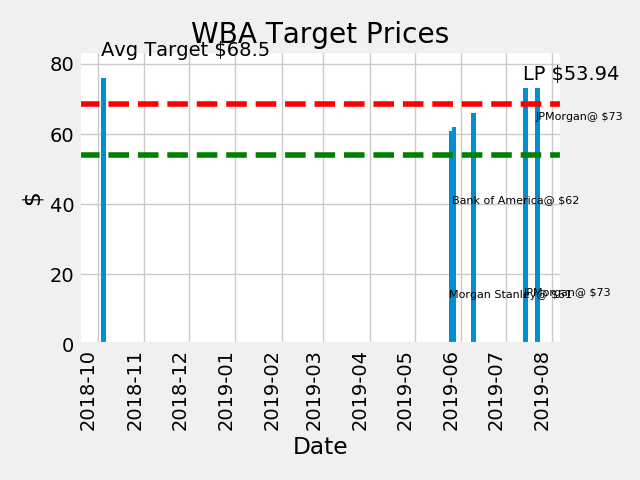 WBA Target Prices
Avg Target $68.5
LP $53.94
80
60
40
20
0
$
JPMorgan@ $73
Bank of America@ $62
Morgan Stanley@ $61
JPMorgan@ $73
2018-10
2018-11
2018-12
2019-01
2019-02
2019-03
2019-04
2019-05
2019-06
2019-07
2019-08
Date